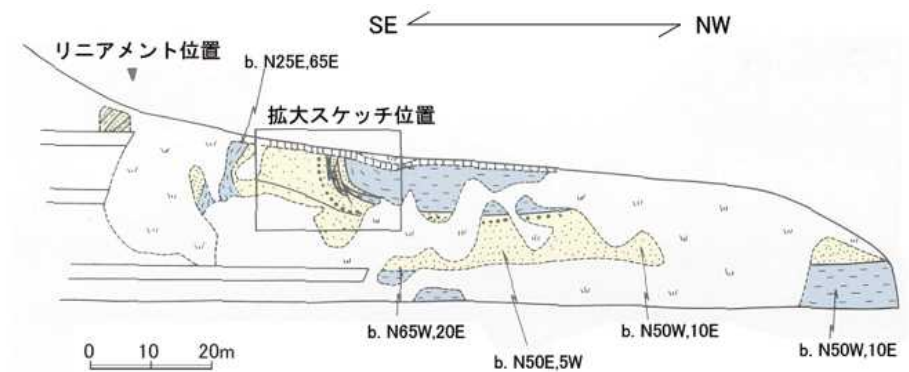 SE NW
リニアメント位置
b. N25E,65E
拡大スケッチ位置
b. N65W,20E
b. N50E,5W
b. N50W,10E
b. N50W,10E
0 10 20m